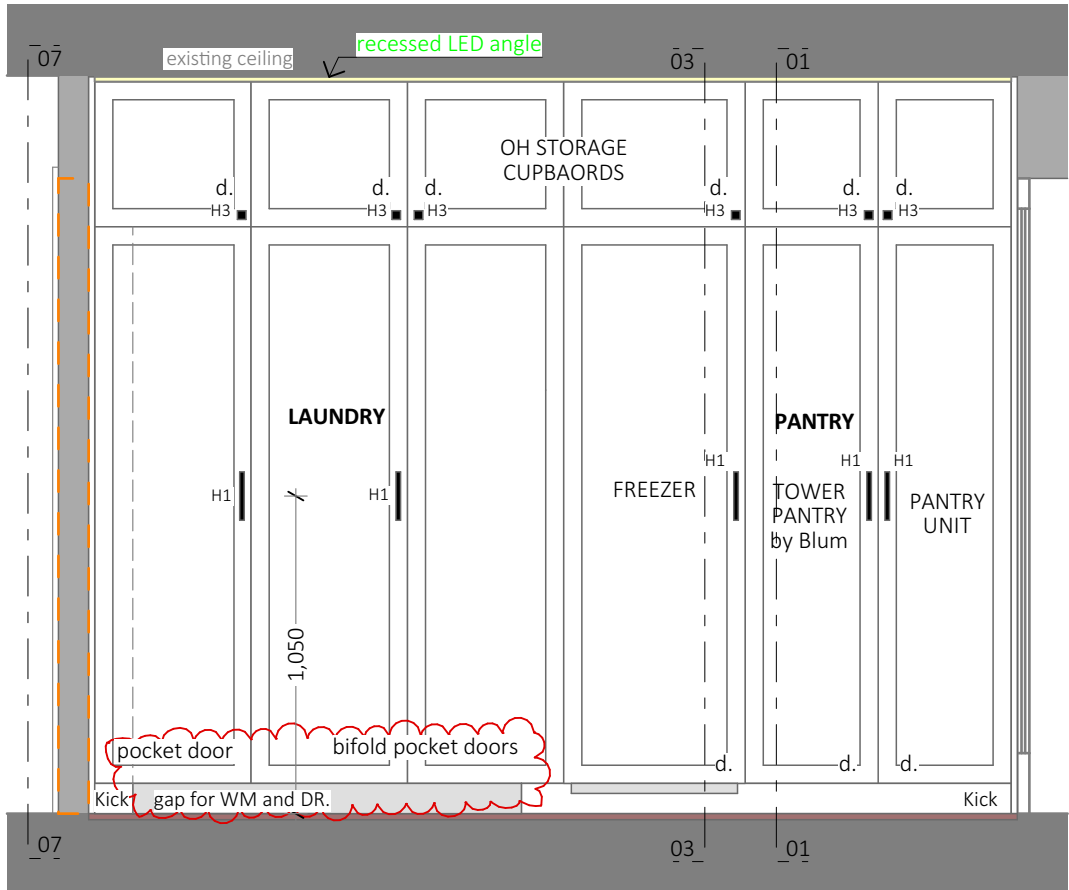 07
recessed LED angle
existing ceiling
03
01
OH STORAGE
CUPBAORDS
d.
d.
d.
d.
d.
d.
H3
H3
H3
H3
H3
H3
LAUNDRY
PANTRY
H1
H1
H1
H1
H1
FREEZER
TOWER
PANTRY
by Blum
PANTRY
UNIT
1,050
pocket door
bifold pocket doors
d.
d.
d.
Kick
gap for WM and DR.
Kick
07
03
01